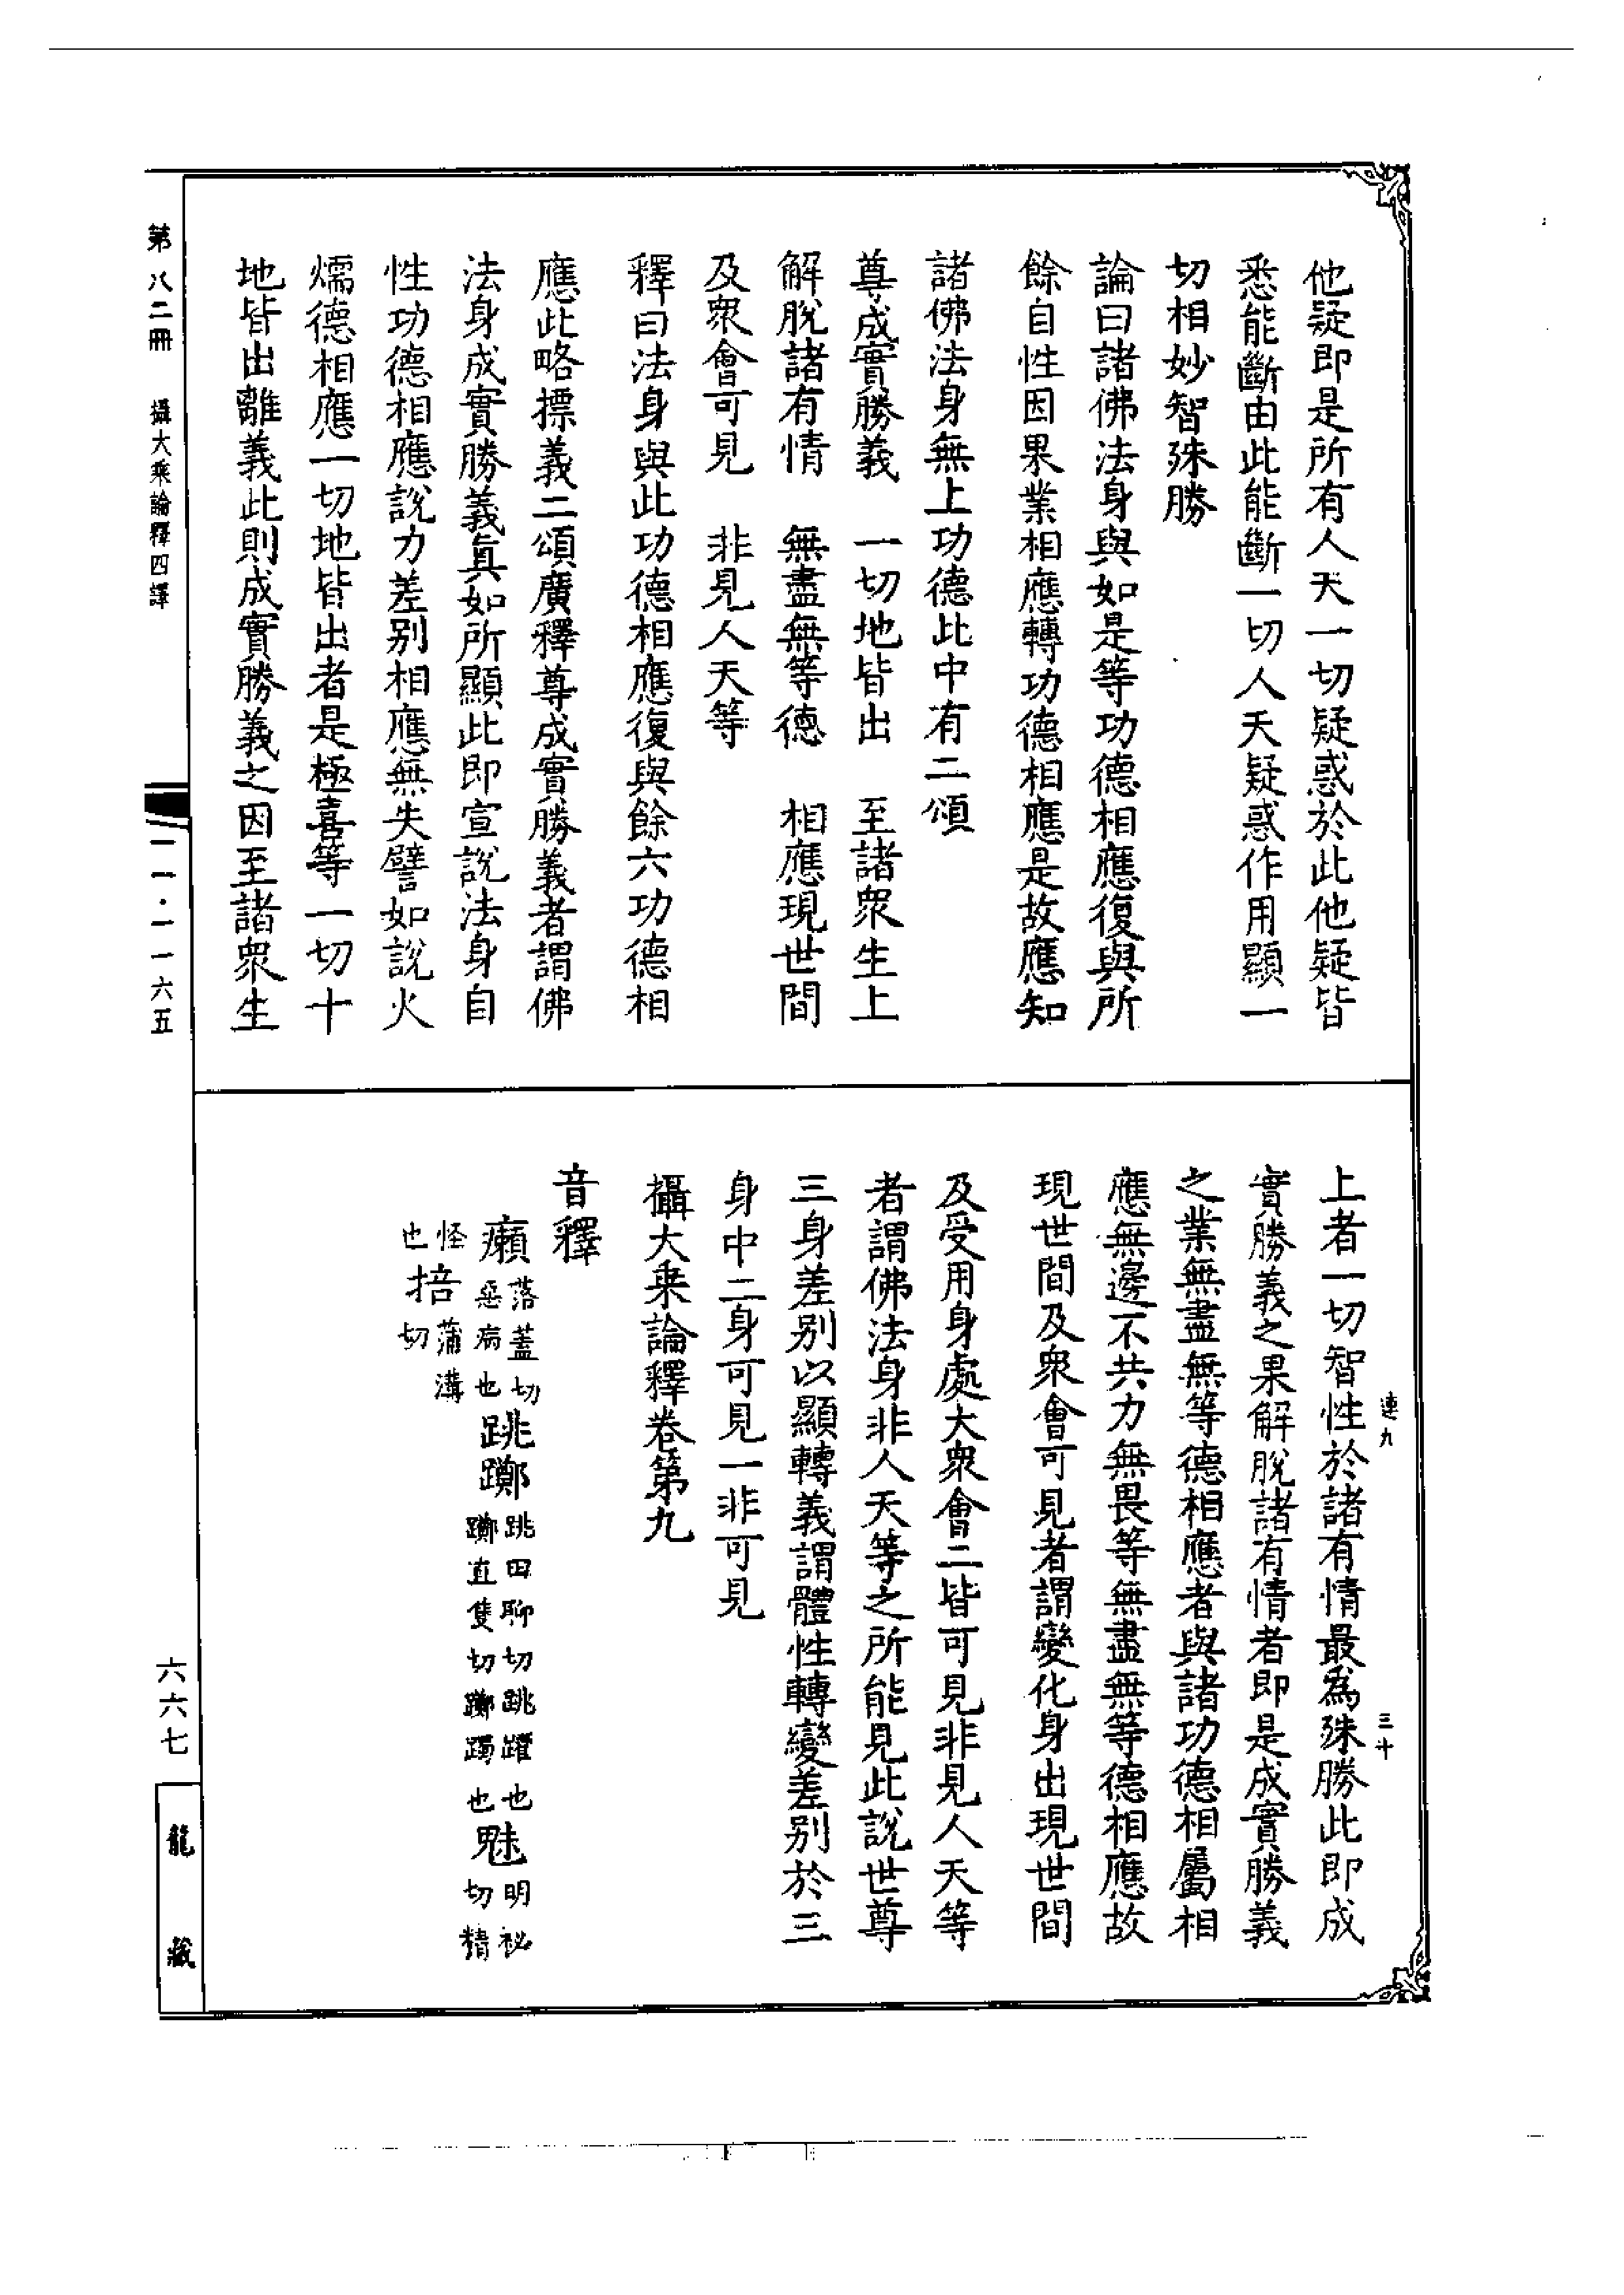 他疑即是所有人天一切疑惑於此他疑皆
悉能斷由此能斷一切人天疑惑作用顯一
切相妙智殊勝
論曰諸佛法身與如是等功德相應復與所
餘自性因果業相應轉功德相應是故應知
諸佛法身無上功德此中有二頌
尊成實勝義　一切地皆出　至諸衆生上
解脫諸有情　無盡無等德　相應現世間
及衆會可見　非見人天等
釋曰法身與此功德相應復與餘六功德相
應此略摽義二頌廣釋尊成實勝義者謂佛
法身成實勝義眞如所顯此即宣說法身自
性功德相應說力差别相應無失譬如說火
燸德相應一切地皆出者是極喜等一切十
地皆出離義此則成實勝義之因至諸衆生
上者一切智性於諸有情最爲殊勝此即成
實勝義之果解脫諸有情者即是成實勝義
之業無盡無等德相應者與諸功德相屬相
應無邊不共力無畏等無盡無等德相應故
現世間及衆會可見者謂變化身出現世間
及受用身處大衆會二皆可見非見人天等
者謂佛法身非人天等之所能見此說世尊
三身差别以顯轉義謂體性轉變差别於三
身中二身可見一非可見
攝大乘論釋卷第九
音釋
癩落蓋切惡病也跳躑跳田聊切跳躍也躑直隻切躑躅也魅明祕切精
怪也掊蒲溝切
連九
三十
第八二冊　攝大乘論釋四譯
一一·一一六五
六六七
龍藏